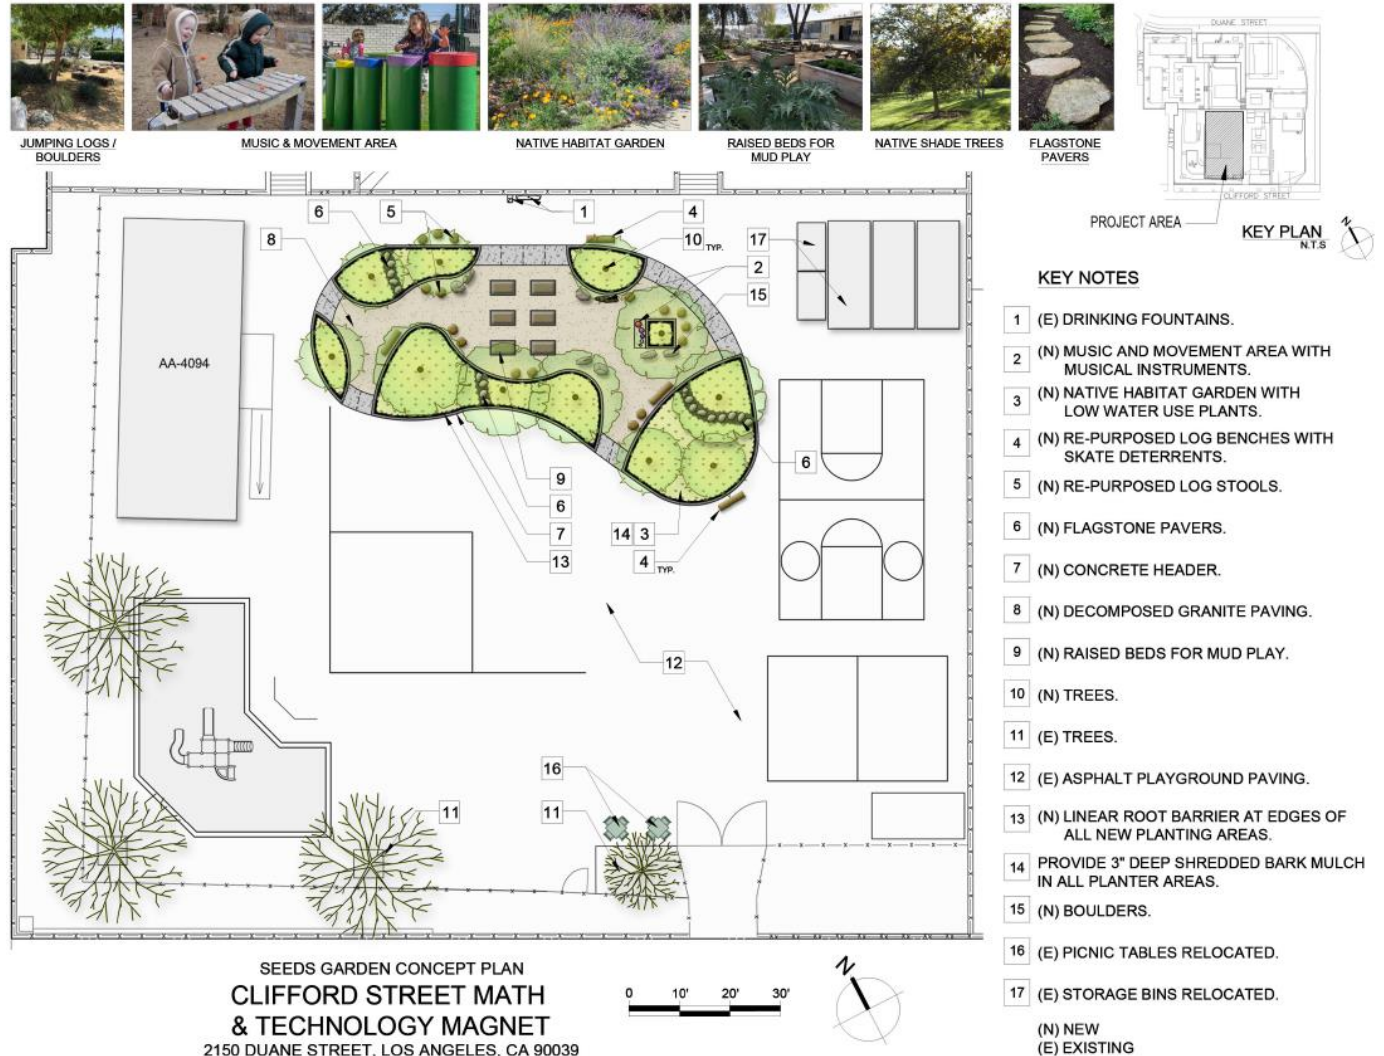 JUMPING LOGS /
BOULDERS
MUSIC & MOVEMENT AREA
NATIVE HABITAT GARDEN
RAISED BEDS FOR
MUD PLAY
NATIVE SHADE TREES
FLAGSTONE
PAVERS
DUANE STREET
ALLEY
ALLEY
CLIFFORD STREET
PROJECT AREA
KEY PLAN
N.T.S
N
6
5
1
4
8
10 TYP.
17
2
15
AA-4094
9
6
6
7
14 3
13
4 TYP.
12
16
11
11
KEY NOTES
1 (E) DRINKING FOUNTAINS.
2 (N) MUSIC AND MOVEMENT AREA WITH
MUSICAL INSTRUMENTS.
3 (N) NATIVE HABITAT GARDEN WITH
LOW WATER USE PLANTS.
4 (N) RE-PURPOSED LOG BENCHES WITH
SKATE DETERRENTS.
5 (N) RE-PURPOSED LOG STOOLS.
6 (N) FLAGSTONE PAVERS.
7 (N) CONCRETE HEADER.
8 (N) DECOMPOSED GRANITE PAVING.
9 (N) RAISED BEDS FOR MUD PLAY.
10 (N) TREES.
11 (E) TREES.
12 (E) ASPHALT PLAYGROUND PAVING.
13 (N) LINEAR ROOT BARRIER AT EDGES OF
ALL NEW PLANTING AREAS.
14 PROVIDE 3" DEEP SHREDDED BARK MULCH
IN ALL PLANTER AREAS.
15 (N) BOULDERS.
16 (E) PICNIC TABLES RELOCATED.
17 (E) STORAGE BINS RELOCATED.
(N) NEW
(E) EXISTING
SEEDS GARDEN CONCEPT PLAN
CLIFFORD STREET MATH
& TECHNOLOGY MAGNET
2150 DUANE STREET, LOS ANGELES, CA 90039
0 10' 20' 30'
N